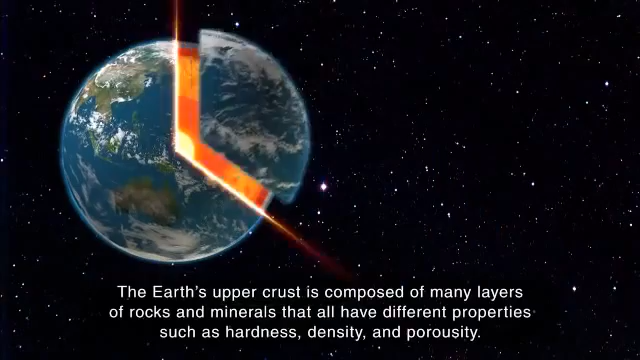 The Earth's upper crust is composed of many layers
of rocks and minerals that all have different properties
such as hardness, density, and porousity.